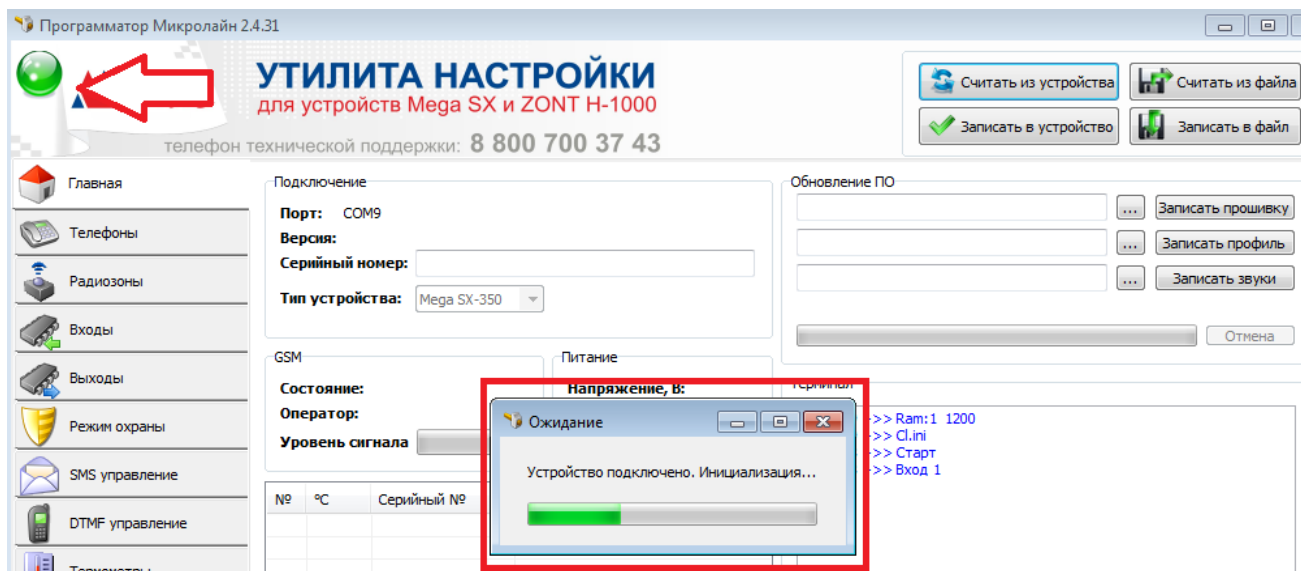 Программатор Микролайн 2.4.31
УТИЛИТА НАСТРОЙКИ
для устройств Mega SX и ZONT H-1000
телефон технической поддержки: 8 800 700 37 43
Считать из устройства
Считать из файла
Записать в устройство
Записать в файл
Главная
Телефоны
Радиозоны
Входы
Выходы
Режим охраны
SMS управление
DTMF управление
Термометры
Подключение
Порт: COM9
Версия:
Серийный номер:
Тип устройства: Mega SX-350
Обновление ПО
... Записать прошивку
... Записать профиль
... Записать звуки
Отмена
GSM
Состояние:
Оператор:
Уровень сигнала
Питание
Напряжение, В:
№ °C Серийный №
Терминал
>> Ram:1 1200
>> Cl.ini
>> Старт
>> Вход 1
Ожидание
Устройство подключено. Инициализация...